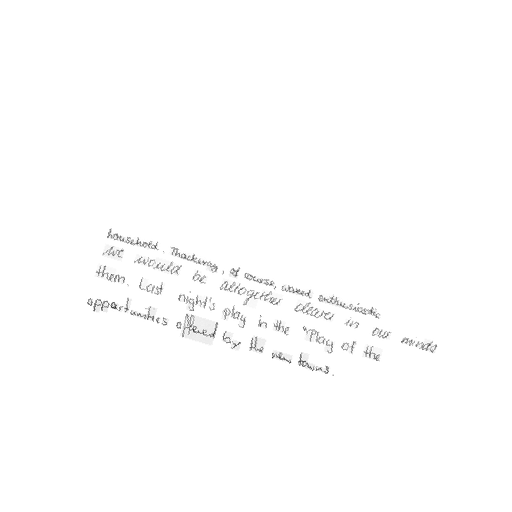 household. Thackeray, of course, waxed enthusiastic
we would be altogether clearer in our minds
them. Last night's play in the "Play of the
opportunities offered by the new towns.